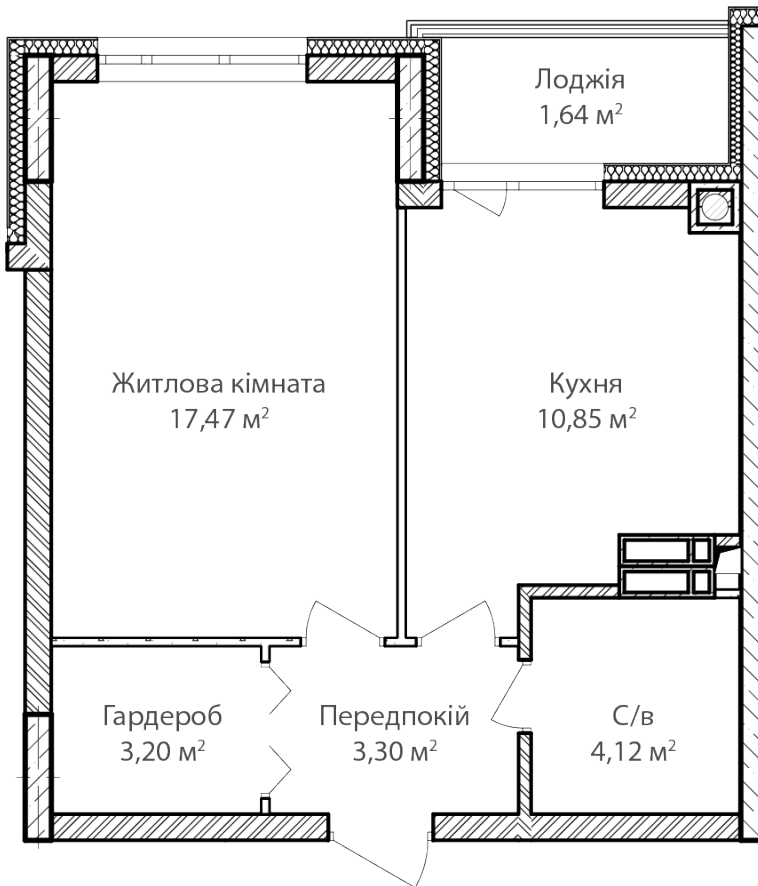 Лоджія
1,64 м²
Житлова кімната
17,47 м²
Кухня
10,85 м²
Гардероб
3,20 м²
Передпокій
3,30 м²
С/в
4,12 м²